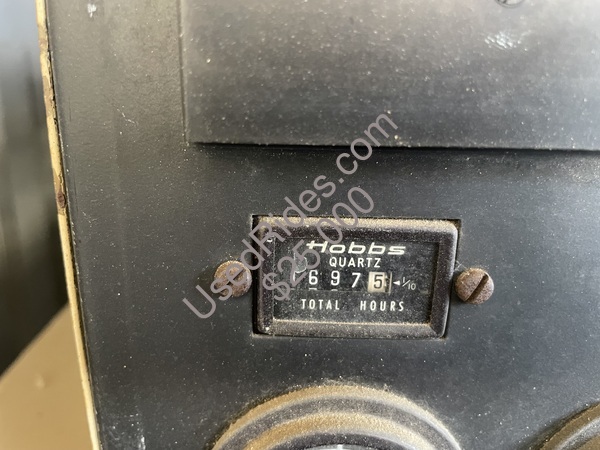 Hobbs
QUARTZ
6975 ◄1/10
TOTAL HOURS
UsedRides.com
$25,000